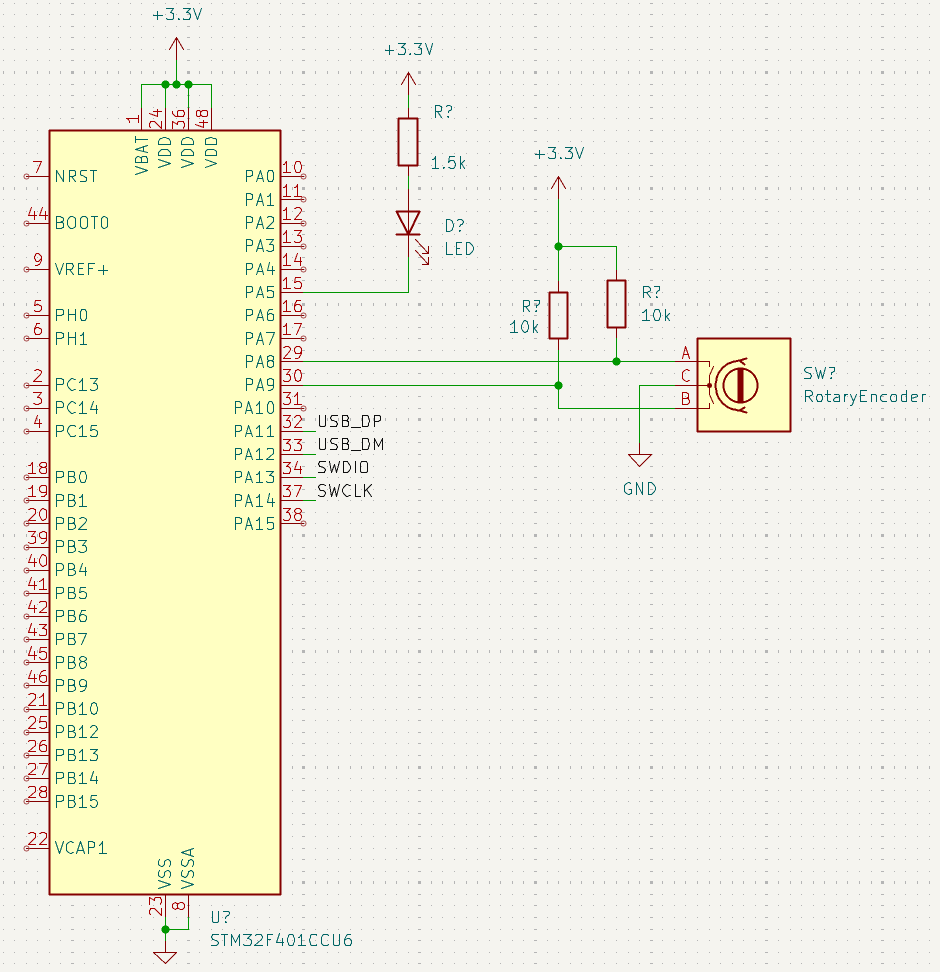 +3.3V
1
24
36
48
VBAT
VDD
VDD
VDD
7 NRST
44 BOOT0
9 VREF+
5 PH0
6 PH1
2 PC13
3 PC14
4 PC15
18 PB0
19 PB1
20 PB2
39 PB3
40 PB4
41 PB5
42 PB6
43 PB7
45 PB8
46 PB9
21 PB10
25 PB12
26 PB13
27 PB14
28 PB15
22 VCAP1
PA0 10
PA1 11
PA2 12
PA3 13
PA4 14
PA5 15
PA6 16
PA7 17
PA8 29
PA9 30
PA10 31
PA11 32 USB_DP
PA12 33 USB_DM
PA13 34 SWDIO
PA14 37 SWCLK
PA15 38
VSS
VSSA
23
8
U?
STM32F401CCU6
+3.3V
R?
1.5k
D?
LED
+3.3V
R?
10k
R?
10k
A
C
B
SW?
RotaryEncoder
GND